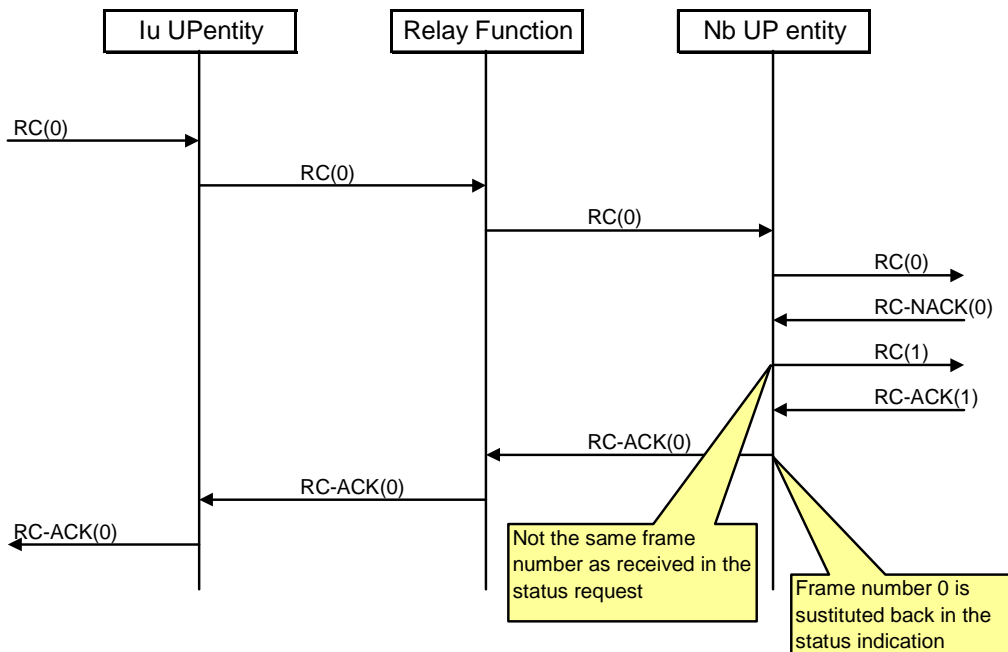 Iu UPentity
Relay Function
Nb UP entity
RC(0)
RC(0)
RC(0)
RC(0)
RC-NACK(0)
RC(1)
RC-ACK(1)
RC-ACK(0)
RC-ACK(0)
RC-ACK(0)
Not the same frame
number as received in the
status request
Frame number 0 is
sustituted back in the
status indication